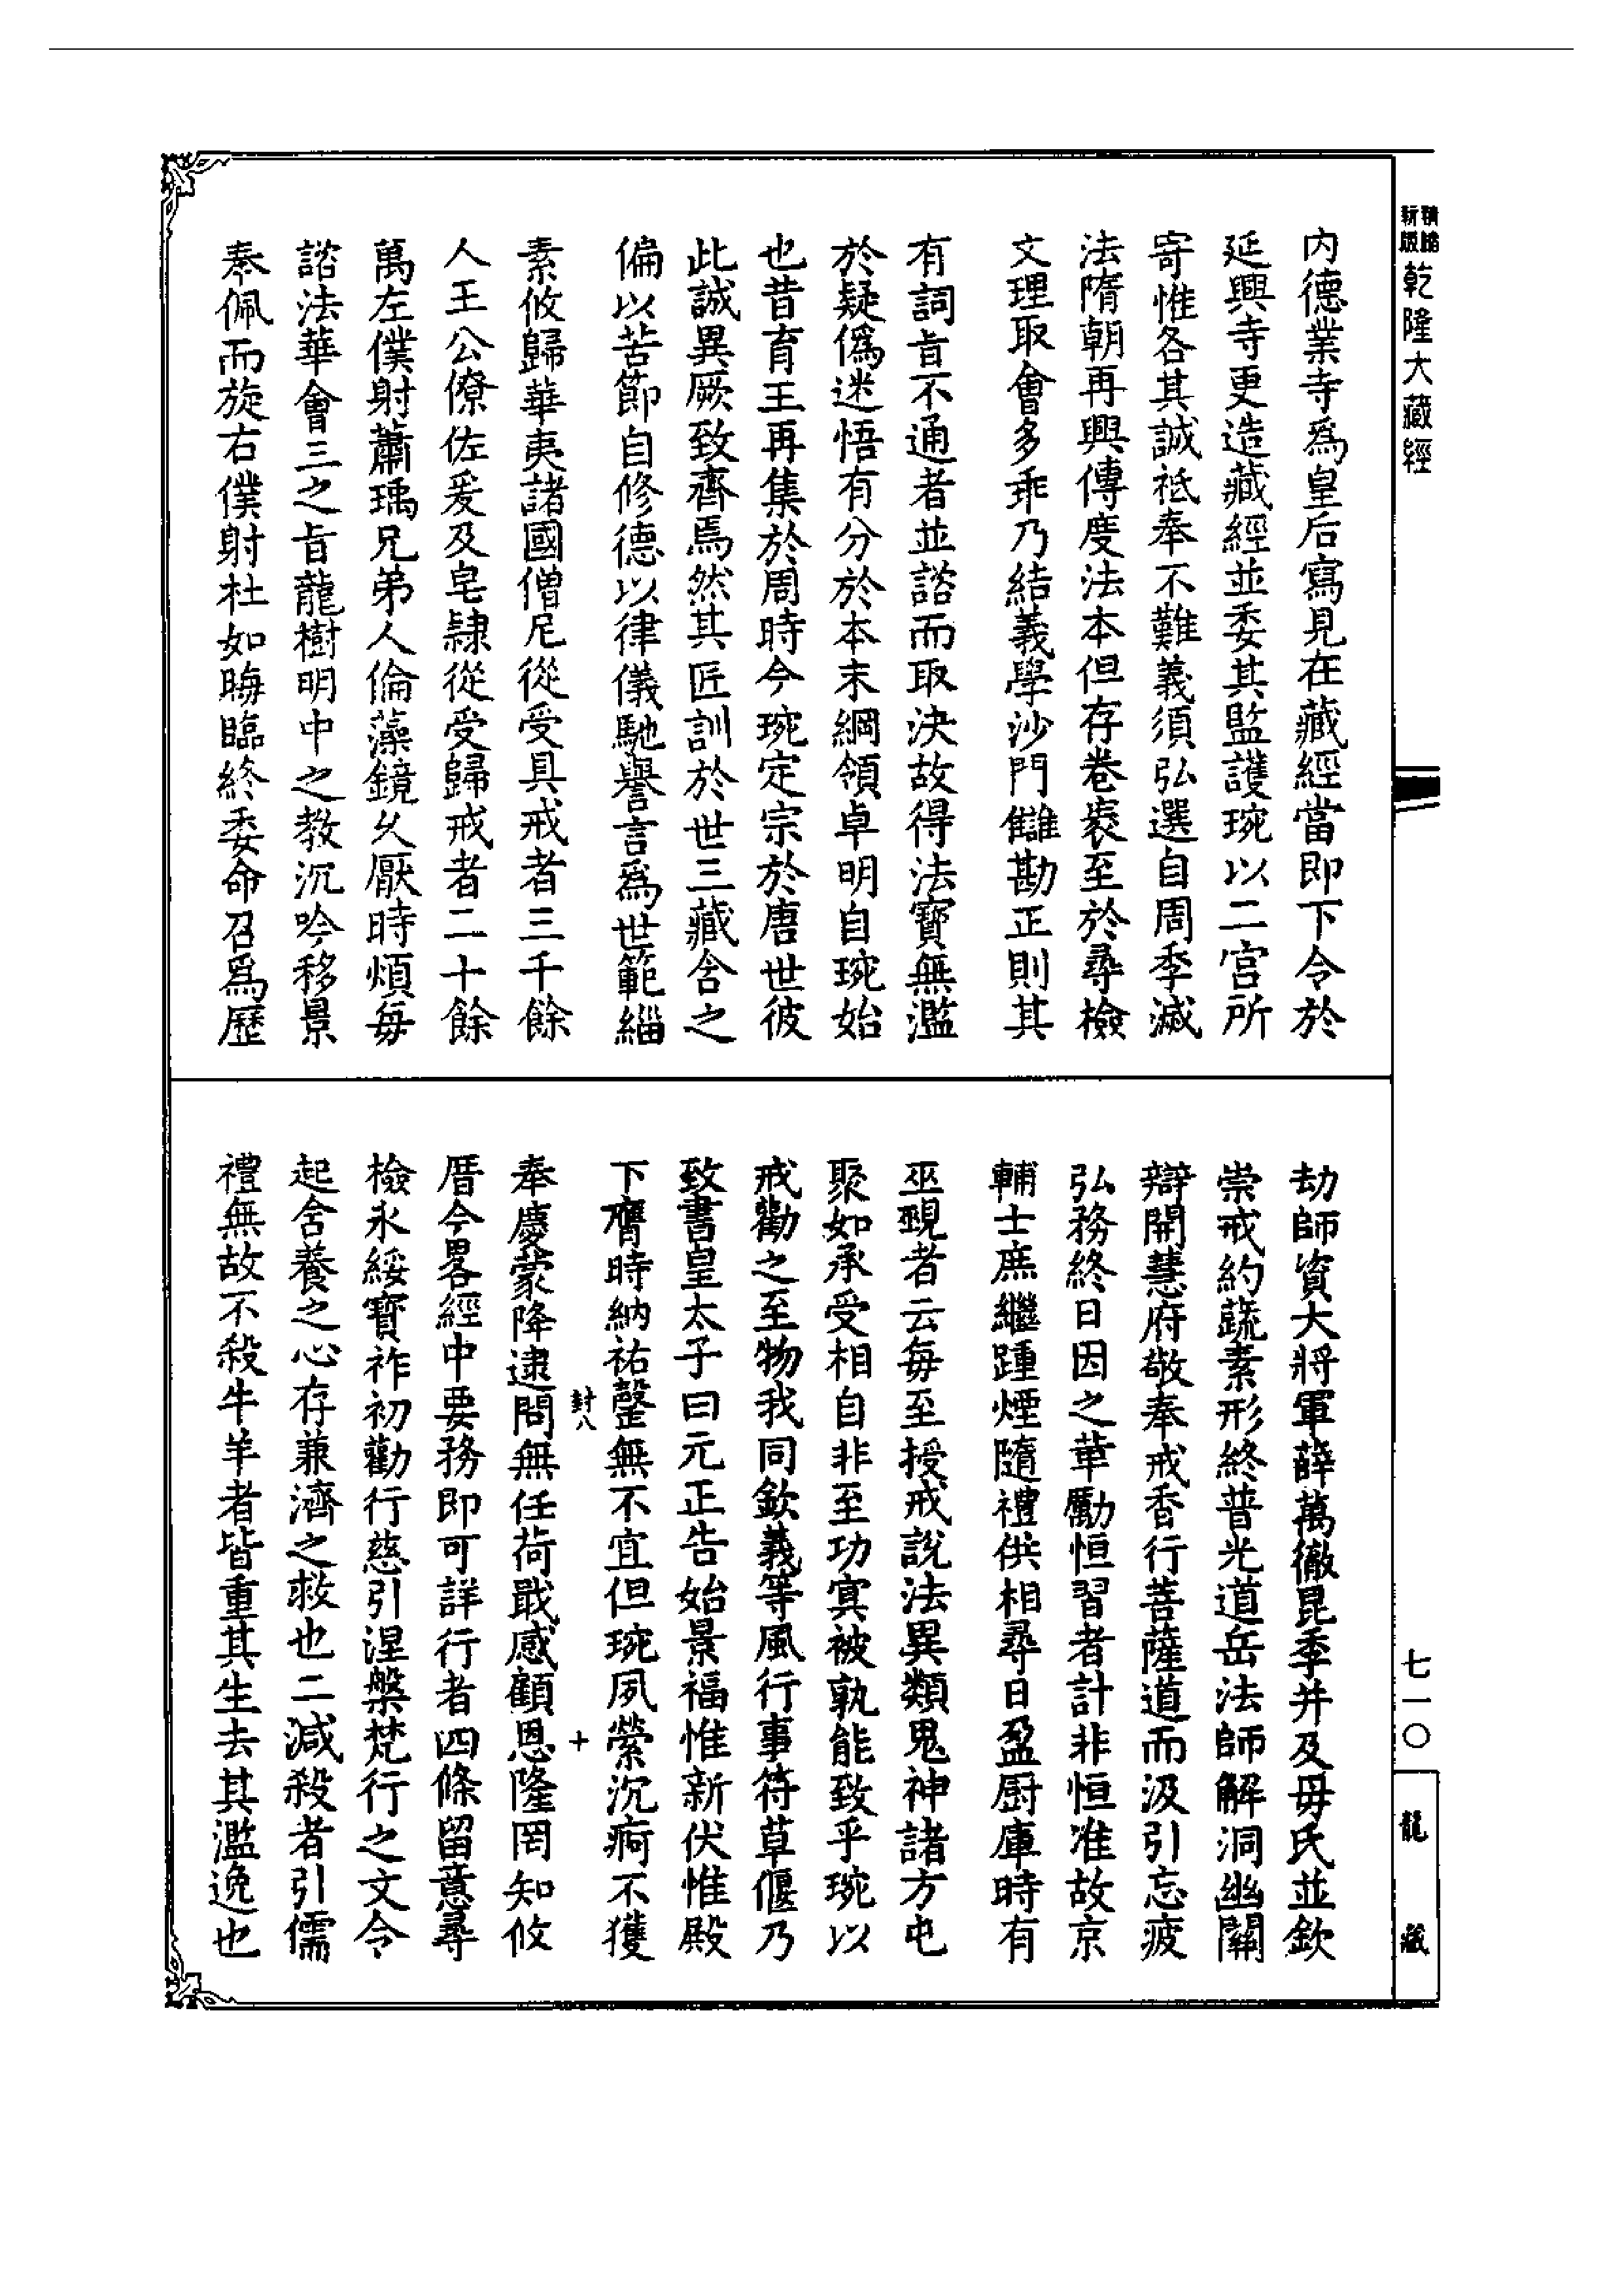 乾隆大藏經
內德業寺爲皇后寫見在藏經當即下令於
延興寺更造藏經並委其監護琬以二宮所
寄惟各其誠祇奉不難義須弘選自周季滅
法隋朝再興傳度法本但存卷袠至於尋檢
文理取會多乖乃結義學沙門讎勘正則其
有詞旨不通者並諮而取決故得法寶無濫
於疑僞迷悟有分於本末綱領卓明自琬始
也昔育王再集於周時今琬定宗於唐世彼
此誠異厥致齊焉然其匠訓於世三藏含之
偏以苦節自修德以律儀馳譽言爲世範緇
素攸歸華夷諸國僧尼從受具戒者三千餘
人王公僚佐爰及皂隸從受歸戒者二十餘
萬左僕射蕭瑀兄弟人倫藻鏡久厭時煩每
諮法華會三之旨龍樹明中之教沉吟移景
奉佩而旋右僕射杜如晦臨終委命召爲歷
劫師資大將軍薛萬徹昆季并及母氏並欽
崇戒約蔬素形終普光道岳法師解洞幽關
辯開慧府敬奉戒香行菩薩道而汲引忘疲
弘務終日因之革勵恒習者計非恒准故京
輔士庶繼踵煙隨禮供相尋日盈厨庫時有
巫覡者云每至授戒說法異類鬼神諸方屯
聚如承受相自非至功冥被孰能致乎琬以
戒勸之至物我同欽義等風行事符草偃乃
致書皇太子曰元正告始景福惟新伏惟殿
下膺時納祐罄無不宜但琬夙縈沉痾不獲
封八
十
奉慶蒙降逮問無任荷戢感顧恩隆罔知攸
厝今畧經中要務即可詳行者四條留意尋
檢永綏寶祚初勸行慈引涅槃梵行之文令
起含養之心存兼濟之救也二減殺者引儒
禮無故不殺牛羊者皆重其生去其濫逸也
七一〇
龍
藏